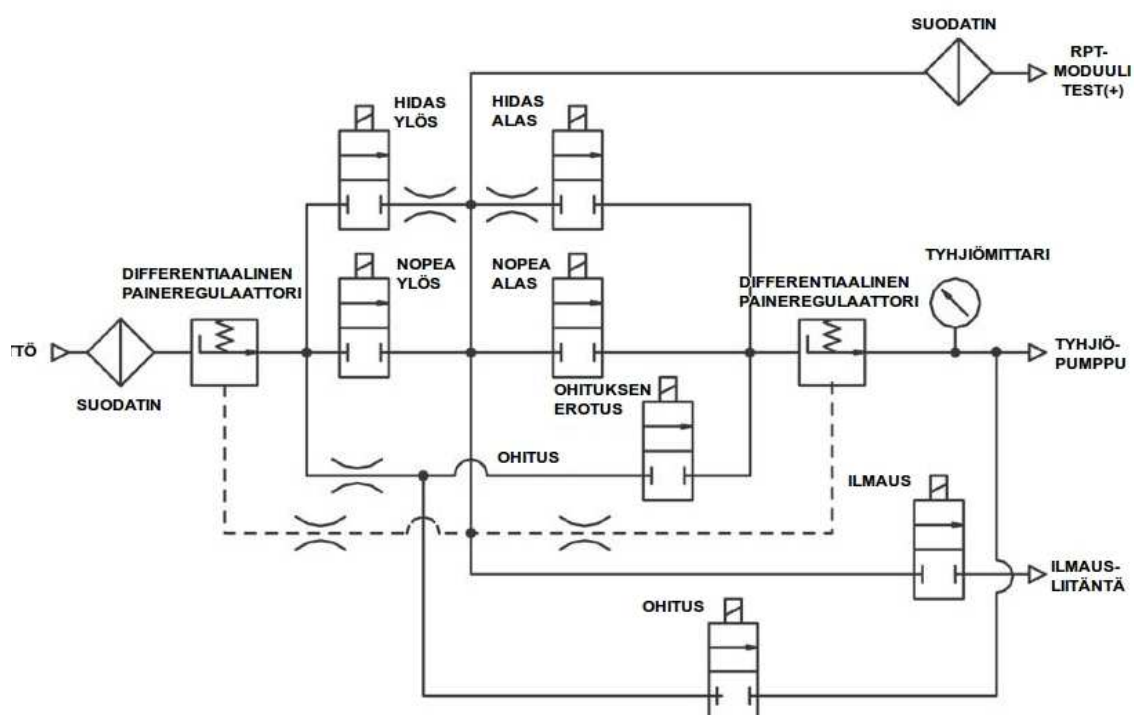 SUODATIN
RPT-
MODUULI
TEST(+)
HIDAS
YLÖS
HIDAS
ALAS
NOPEA
YLÖS
NOPEA
ALAS
DIFFERENTIAALINEN
PAINEREGULAATTORI
DIFFERENTIAALINEN
PAINEREGULAATTORI
TYHJIÖMITTARI
TTÖ
SUODATIN
TYHJIÖ-
PUMPPU
OHITUKSEN
EROTUS
OHITUS
ILMAUS
ILMAUS-
LIITÄNTÄ
OHITUS